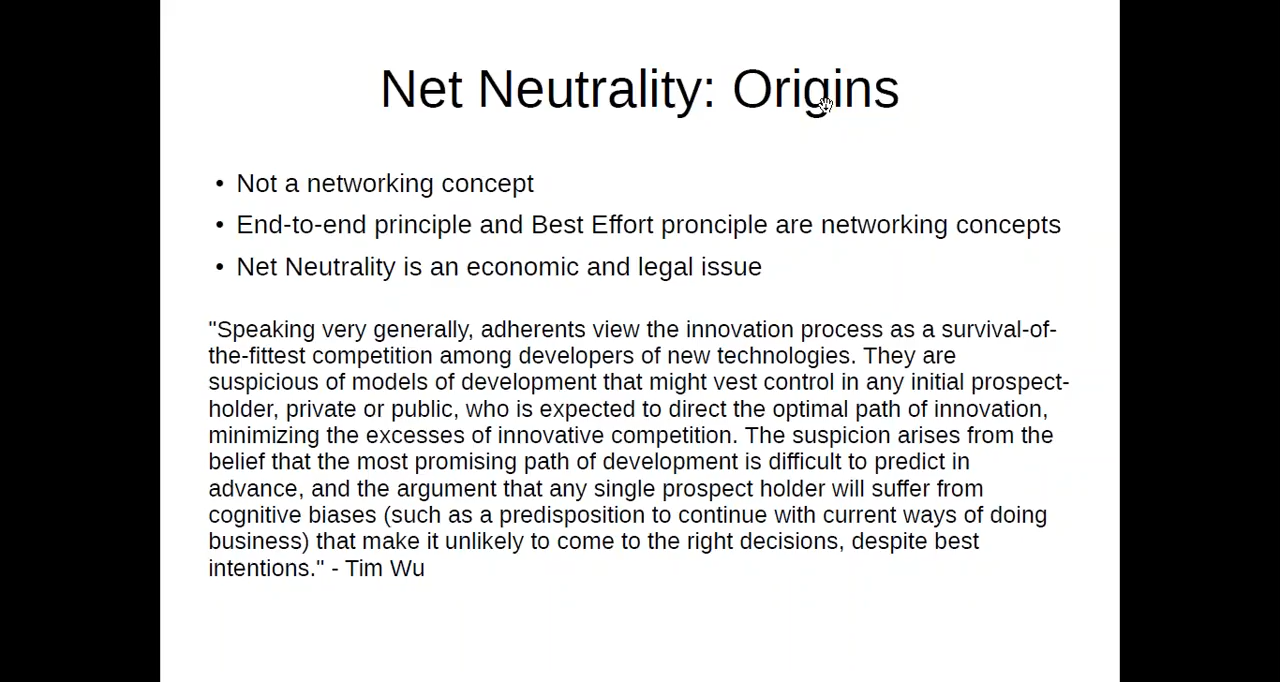 Net Neutrality: Origins
• Not a networking concept
• End-to-end principle and Best Effort pronciple are networking concepts
• Net Neutrality is an economic and legal issue
"Speaking very generally, adherents view the innovation process as a survival-of-
the-fittest competition among developers of new technologies. They are
suspicious of models of development that might vest control in any initial prospect-
holder, private or public, who is expected to direct the optimal path of innovation,
minimizing the excesses of innovative competition. The suspicion arises from the
belief that the most promising path of development is difficult to predict in
advance, and the argument that any single prospect holder will suffer from
cognitive biases (such as a predisposition to continue with current ways of doing
business) that make it unlikely to come to the right decisions, despite best
intentions." - Tim Wu